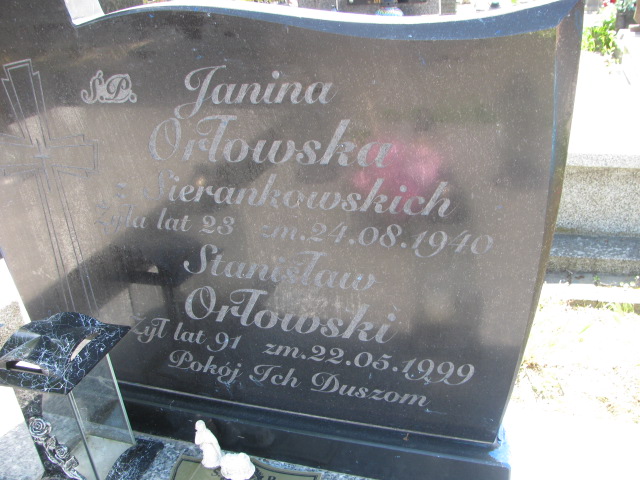 Ś.P. Janina
Orłowska
z Sierankowskich
Żyła lat 23 zm. 24.08.1940
Stanisław
Orłowski
Żył lat 91 zm. 22.05.1999
Pokój Ich Duszom